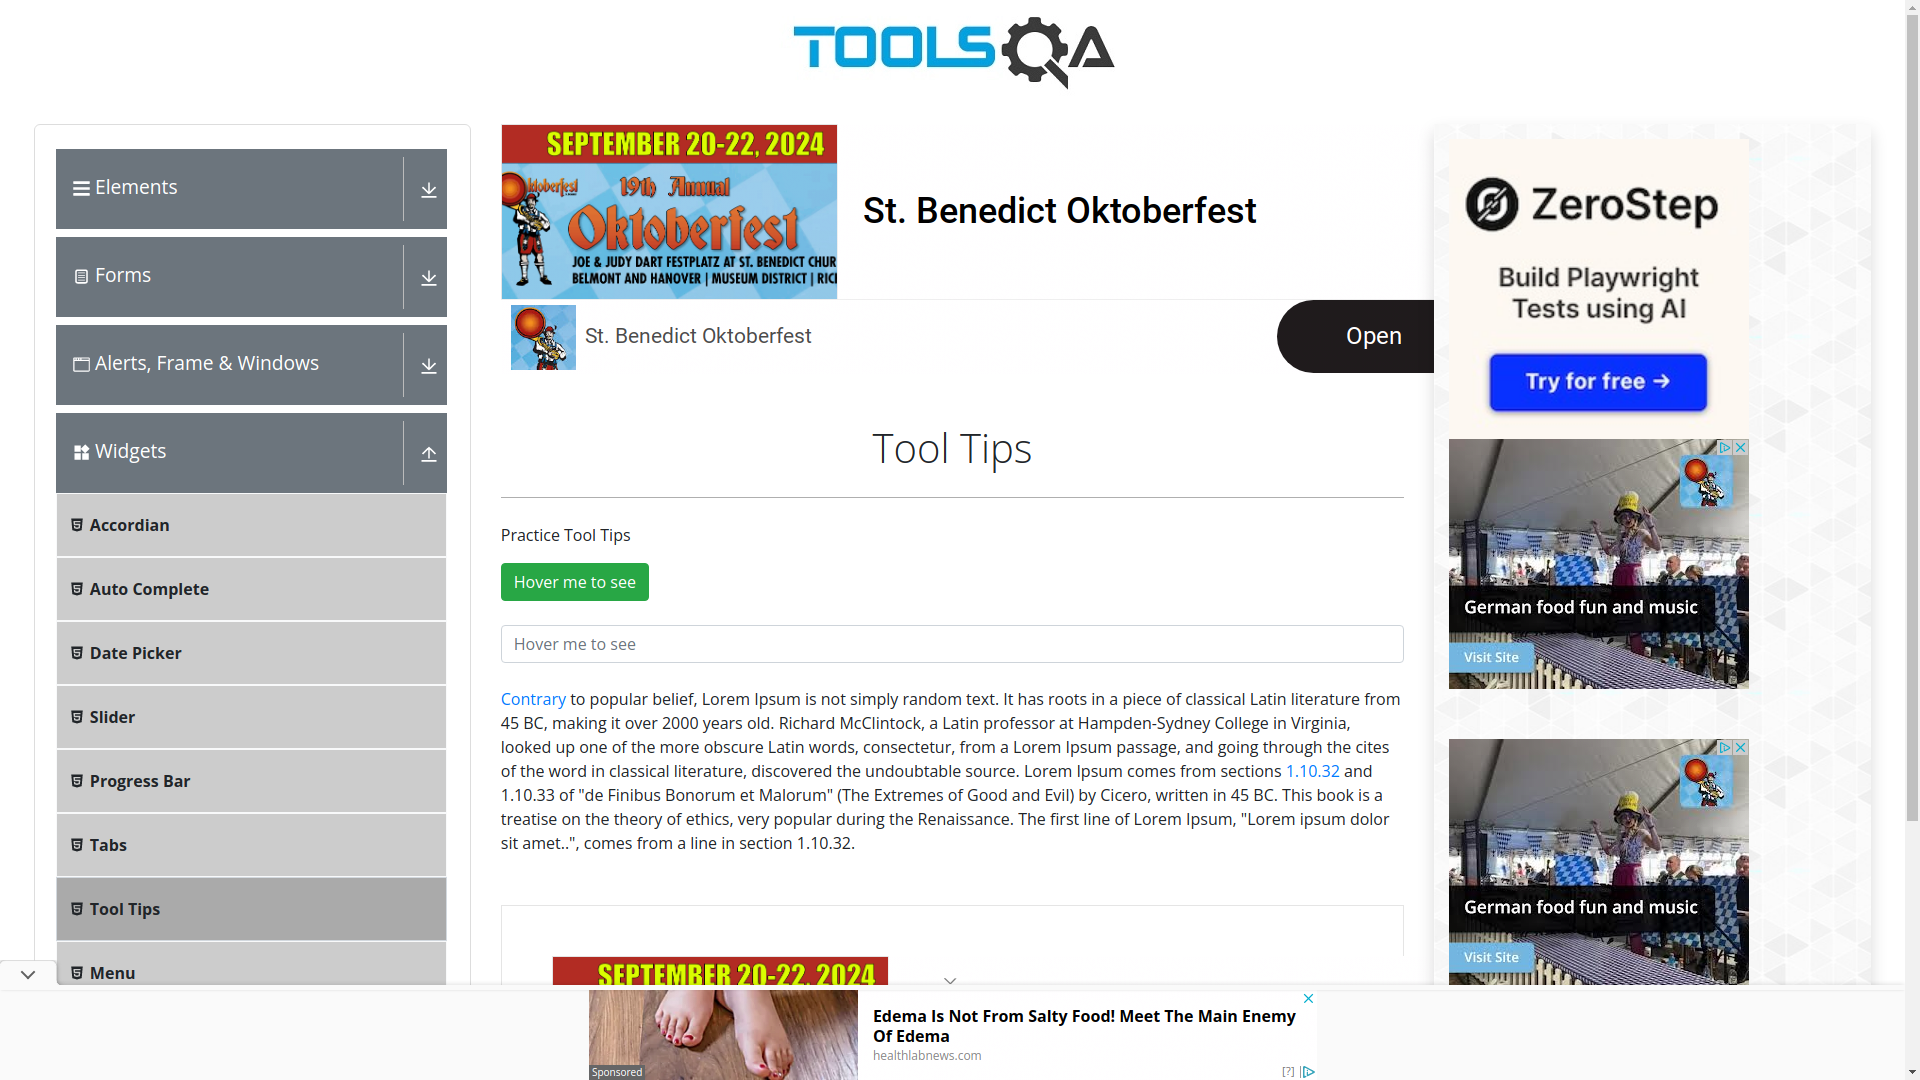 TOOLSQA
Elements
Forms
Alerts, Frame & Windows
Widgets
Accordian
Auto Complete
Date Picker
Slider
Progress Bar
Tabs
Tool Tips
Menu
SEPTEMBER 20-22, 2024
19th Annual
Oktoberfest
JOE & JUDY DART FESTPLATZ AT ST. BENEDICT CHUR
BELMONT AND HANOVER | MUSEUM DISTRICT | RIC
St. Benedict Oktoberfest
St. Benedict Oktoberfest
Open
Tool Tips
Practice Tool Tips
Hover me to see
Hover me to see
Contrary to popular belief, Lorem Ipsum is not simply random text. It has roots in a piece of classical Latin literature from
45 BC, making it over 2000 years old. Richard McClintock, a Latin professor at Hampden-Sydney College in Virginia,
looked up one of the more obscure Latin words, consectetur, from a Lorem Ipsum passage, and going through the cites
of the word in classical literature, discovered the undoubtable source. Lorem Ipsum comes from sections 1.10.32 and
1.10.33 of "de Finibus Bonorum et Malorum" (The Extremes of Good and Evil) by Cicero, written in 45 BC. This book is a
treatise on the theory of ethics, very popular during the Renaissance. The first line of Lorem Ipsum, "Lorem ipsum dolor
sit amet..", comes from a line in section 1.10.32.
SEPTEMBER 20-22, 2024
ZeroStep
Build Playwright
Tests using AI
Try for free →
German food fun and music
Visit Site
German food fun and music
Visit Site
Edema Is Not From Salty Food! Meet The Main Enemy
Of Edema
healthlabnews.com
Sponsored
[?]